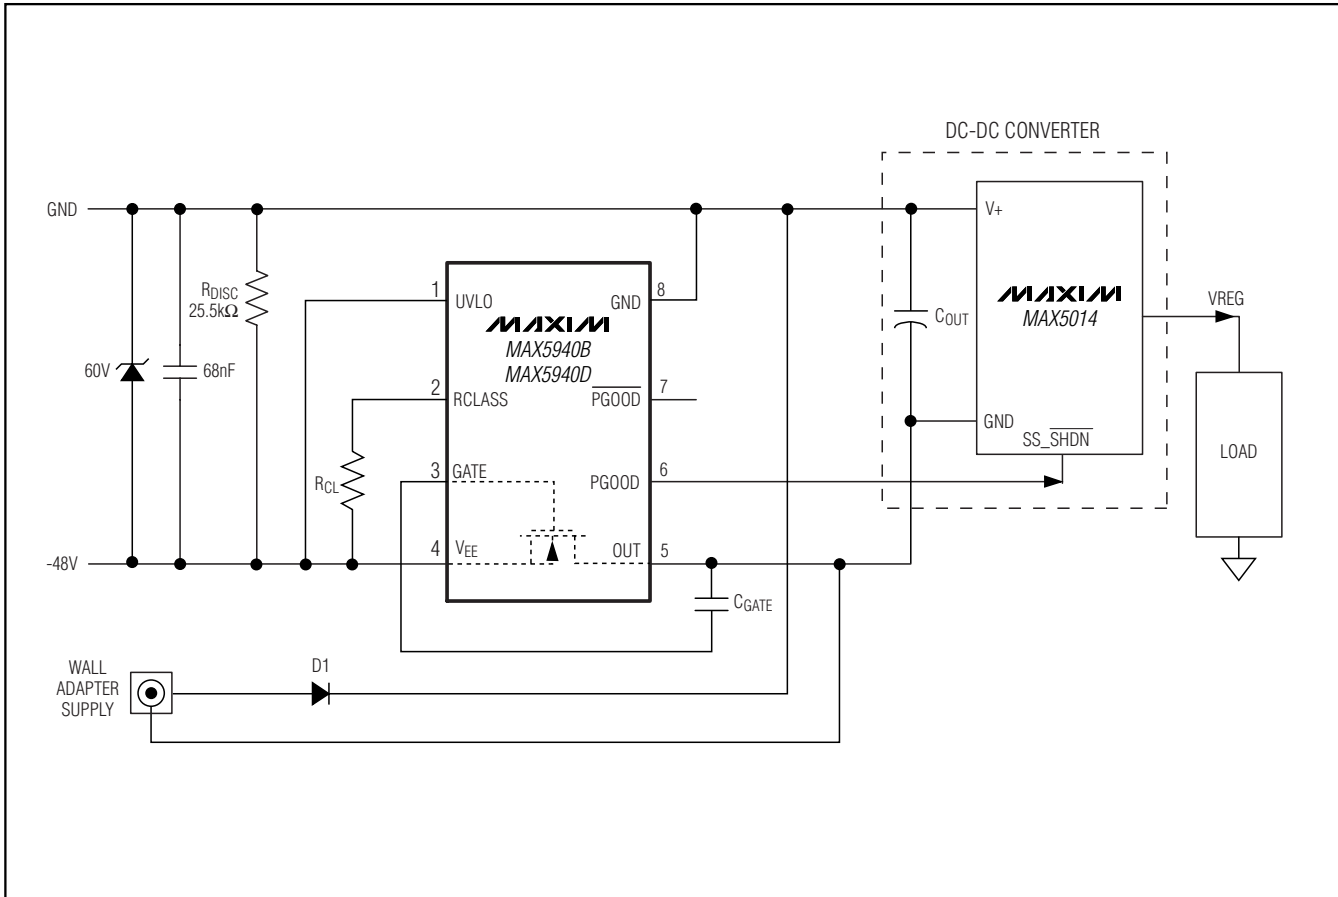 DC-DC CONVERTER
GND
V+
1
UVLO
GND
8
RDISC
25.5kΩ
MAXIM
MAX5940B
MAX5940D
MAXIM
MAX5014
COUT
VREG
60V
68nF
2
RCLASS
PGOOD
7
GND
SS_SHDN
LOAD
RCL
3
GATE
PGOOD
6
-48V
4
VEE
OUT
5
CGATE
WALL
ADAPTER
SUPPLY
D1